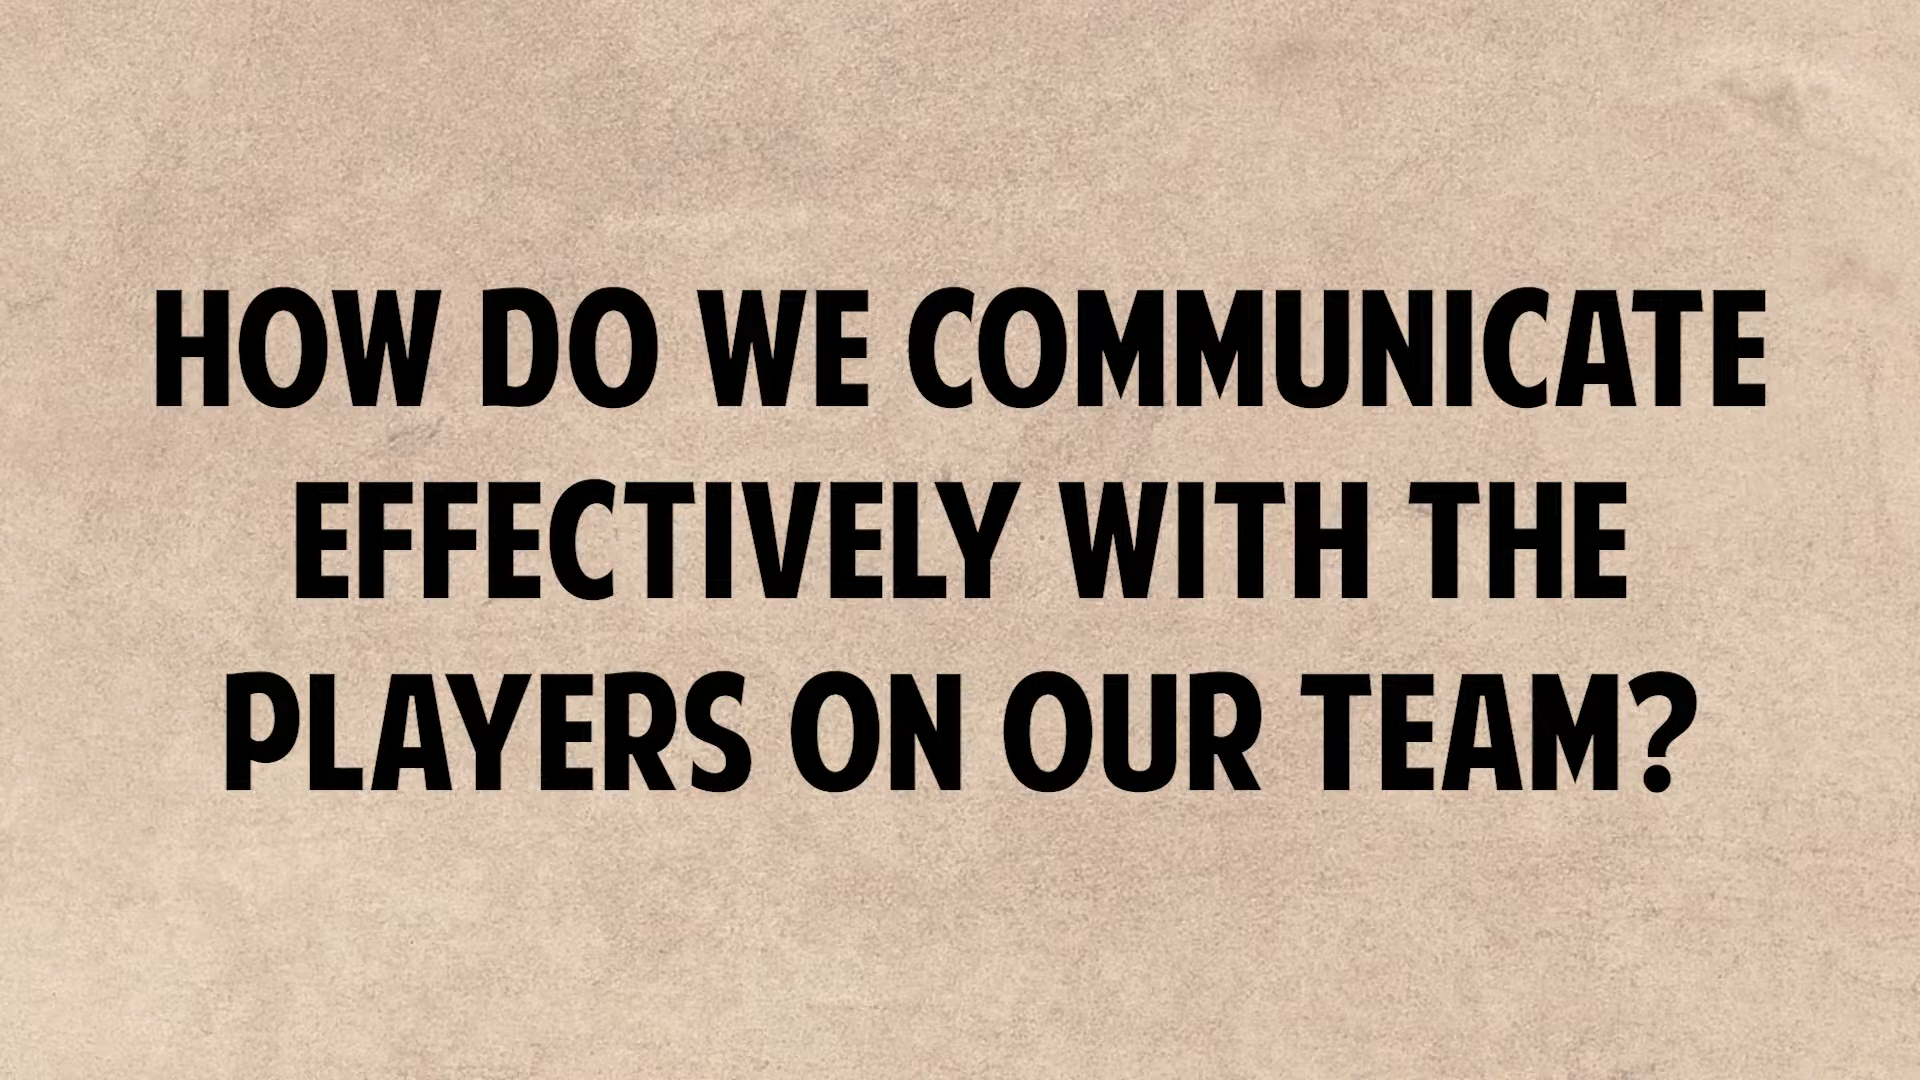 HOW DO WE COMMUNICATE
EFFECTIVELY WITH THE
PLAYERS ON OUR TEAM?